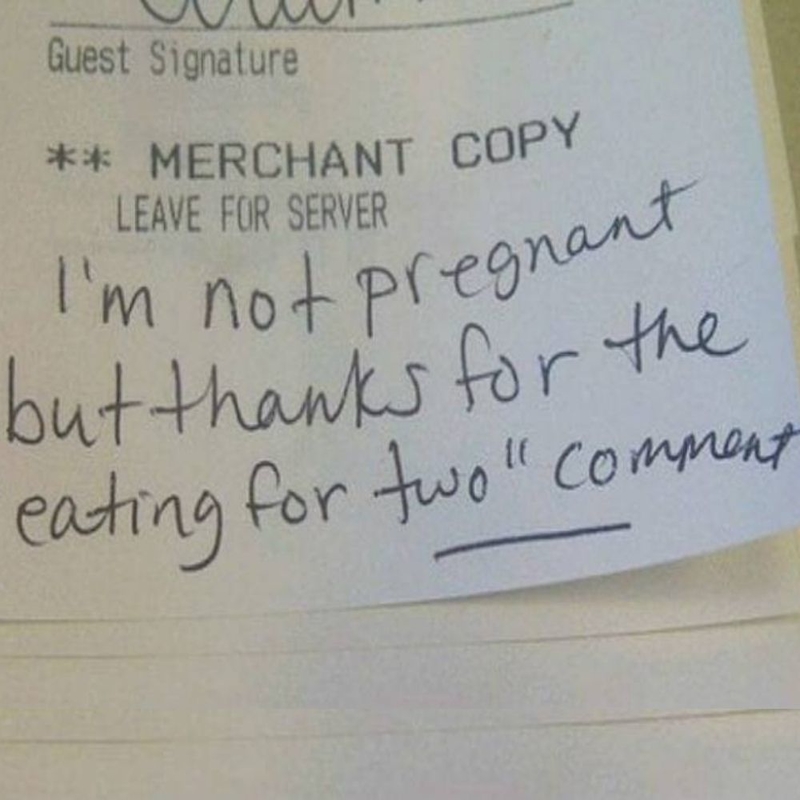 Guest Signature
** MERCHANT COPY
LEAVE FOR SERVER
I'm not pregnant
but thanks for the
eating for two" comment